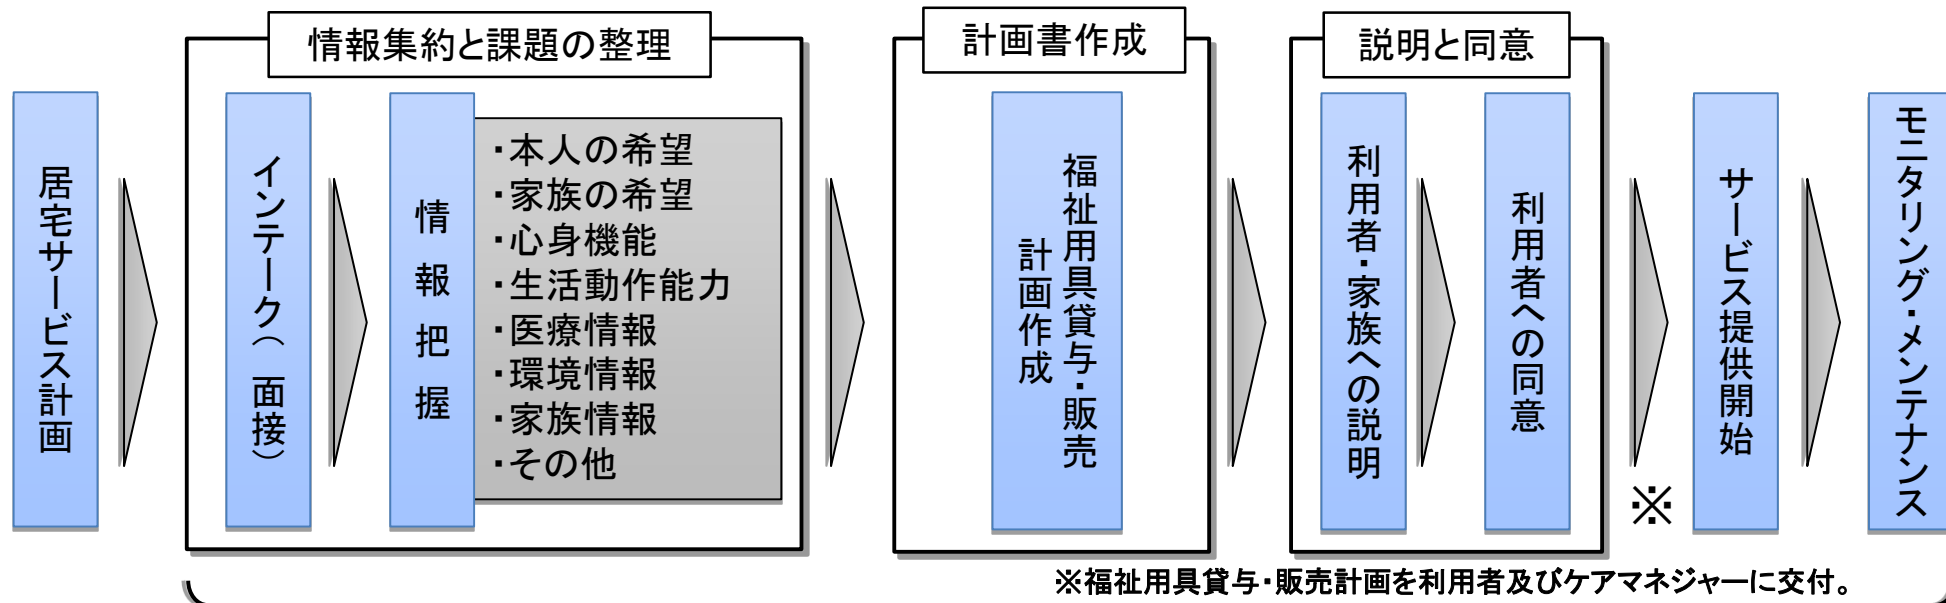 情報集約と課題の整理
計画書作成
説明と同意
居宅サービス計画
インテーク（面接）
情報把握
・本人の希望
・家族の希望
・心身機能
・生活動作能力
・医療情報
・環境情報
・家族情報
・その他
福祉用具貸与・販売
計画作成
利用者・家族への説明
利用者への同意
※
サービス提供開始
モニタリング・メンテナンス
※福祉用具貸与・販売計画を利用者及びケアマネジャーに交付。